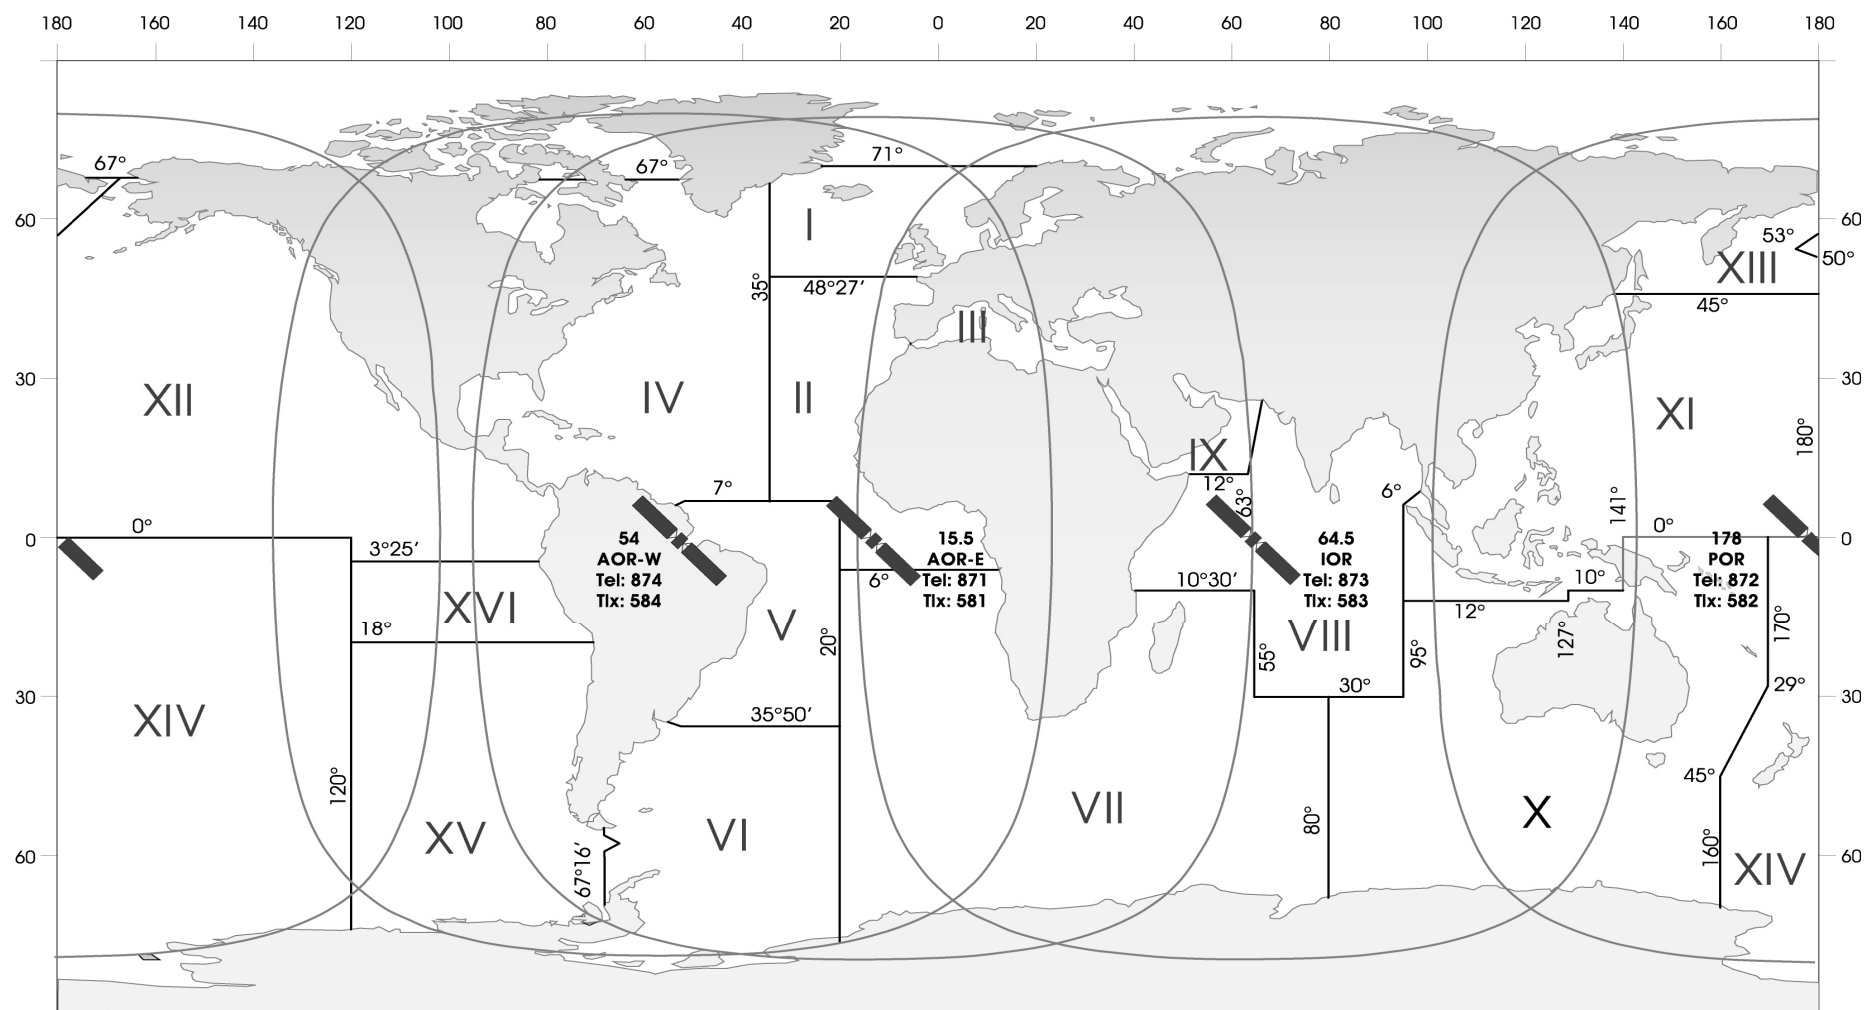 180 160 140 120 100 80 60 40 20 0 20 40 60 80 100 120 140 160 180
67° 67° 71°
60 I 60
53°
50°
XIII
35°
48°27′
45°
III
30 30
XII IV II XI
180°
IX
12°
63°
7° 6°
141°
0° 0°
0 0
3°25′
54
AOR-W
Tel: 874
Tlx: 584
15.5
AOR-E
Tel: 871
Tlx: 581
6°
64.5
IOR
Tel: 873
Tlx: 583
178
POR
Tel: 872
Tlx: 582
10°30′ 10°
12°
XVI
18°
V
20°
VIII
55°
95°
127°
170°
30 30° 29° 30
XIV
35°50′
120°
45°
XV
VI
VII
80°
X
160°
60 60
67°16′
XIV